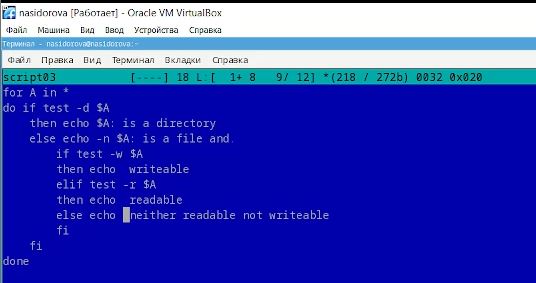 nasidorova [Работает] - Oracle VM VirtualBox
Файл Машина Вид Ввод Устройства Справка
Терминал - nasidorova@nasidorova:~
Файл Правка Вид Терминал Вкладки Справка
script03 [----] 18 L:[ 1+ 8 9/ 12] *(218 / 272b) 0032 0x020
for A in *
do if test -d $A
then echo $A: is a directory
else echo -n $A: is a file and.
if test -w $A
then echo writeable
elif test -r $A
then echo readable
else echo neither readable not writeable
fi
fi
done